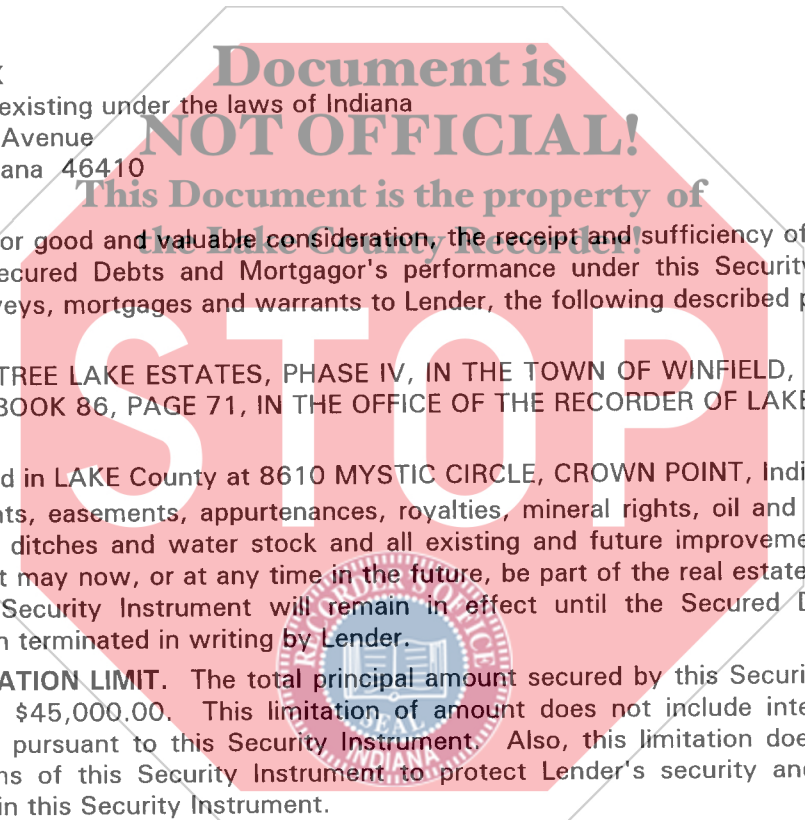 Document is
existing under the laws of Indiana
Avenue
NOT OFFICIAL!
ana 46410
This Document is the property of
the Lake County Recorder!
or good and valuable consideration, the receipt and sufficiency of
ecured Debts and Mortgagor's performance under this Security
veys, mortgages and warrants to Lender, the following described p
STOP
TREE LAKE ESTATES, PHASE IV, IN THE TOWN OF WINFIELD,
BOOK 86, PAGE 71, IN THE OFFICE OF THE RECORDER OF LAKE
d in LAKE County at 8610 MYSTIC CIRCLE, CROWN POINT, Indi
nts, easements, appurtenances, royalties, mineral rights, oil and
ditches and water stock and all existing and future improveme
t may now, or at any time in the future, be part of the real estate
Security Instrument will remain in effect until the Secured D
n terminated in writing by Lender.
RECORDER'S OFFICE
SEAL
INDIANA
ATION LIMIT. The total principal amount secured by this Securi
$45,000.00. This limitation of amount does not include inte
pursuant to this Security Instrument. Also, this limitation doe
ns of this Security Instrument to protect Lender's security and
in this Security Instrument.